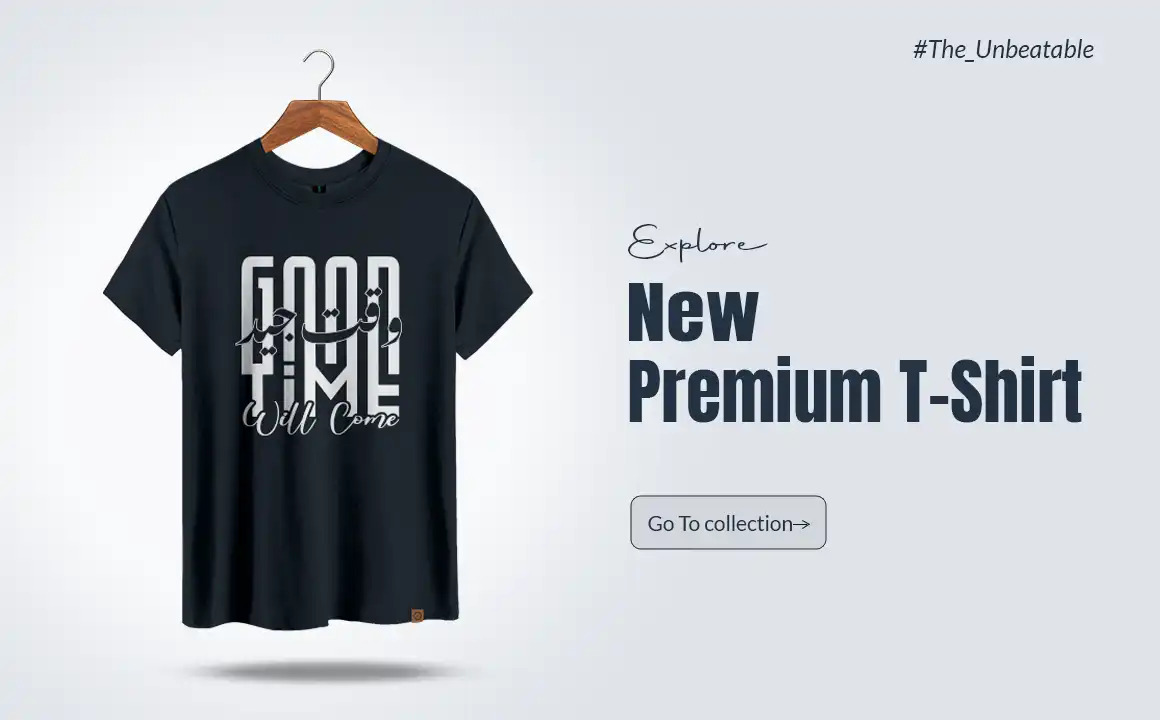 #The_Unbeatable
GOOD
وقت جيد
TiME
Will Come
Explore
New
Premium T-Shirt
Go To collection→